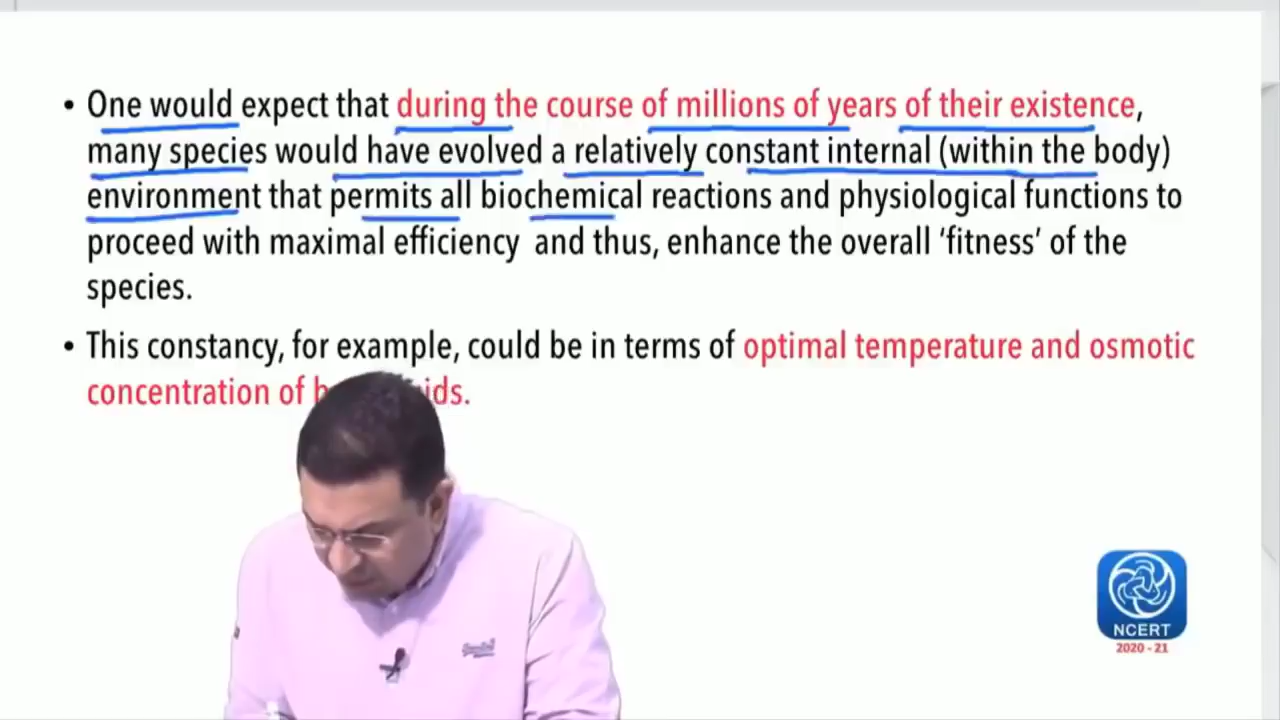 • One would expect that during the course of millions of years of their existence,
many species would have evolved a relatively constant internal (within the body)
environment that permits all biochemical reactions and physiological functions to
proceed with maximal efficiency and thus, enhance the overall ‘fitness’ of the
species.
• This constancy, for example, could be in terms of optimal temperature and osmotic
concentration of ids.
NCERT
2020 - 21